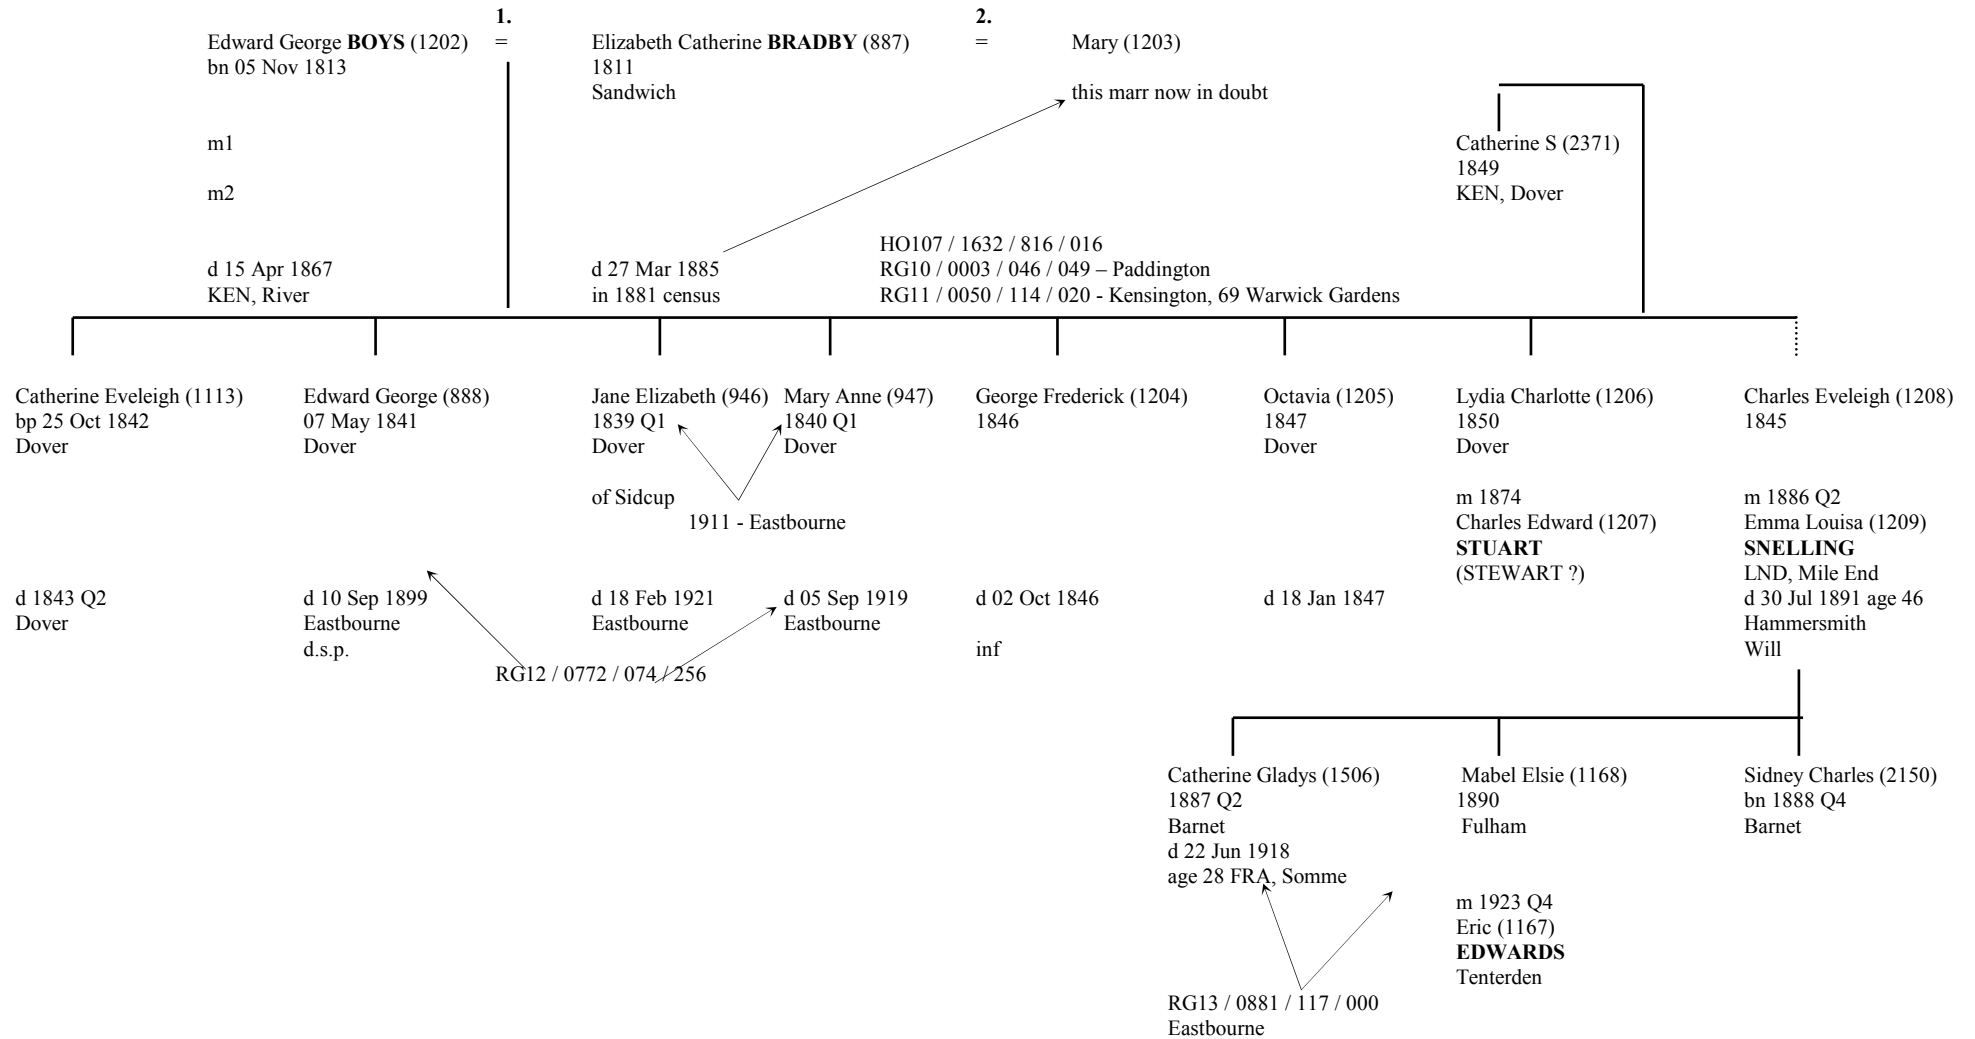 1.
2.
Edward George BOYS (1202)
=
Elizabeth Catherine BRADBY (887)
=
Mary (1203)
bn 05 Nov 1813
1811
Sandwich
this marr now in doubt
m1
m2
Catherine S (2371)
1849
KEN, Dover
d 15 Apr 1867
KEN, River
d 27 Mar 1885
in 1881 census
HO107 / 1632 / 816 / 016
RG10 / 0003 / 046 / 049 – Paddington
RG11 / 0050 / 114 / 020 - Kensington, 69 Warwick Gardens
Catherine Eveleigh (1113)
bp 25 Oct 1842
Dover
d 1843 Q2
Dover
Edward George (888)
07 May 1841
Dover
d 10 Sep 1899
Eastbourne
d.s.p.
Jane Elizabeth (946)
1839 Q1
Dover
of Sidcup
d 18 Feb 1921
Eastbourne
Mary Anne (947)
1840 Q1
Dover
1911 - Eastbourne
d 05 Sep 1919
Eastbourne
RG12 / 0772 / 074 / 256
George Frederick (1204)
1846
d 02 Oct 1846
inf
Octavia (1205)
1847
Dover
d 18 Jan 1847
Lydia Charlotte (1206)
1850
Dover
m 1874
Charles Edward (1207)
STUART
(STEWART ?)
Charles Eveleigh (1208)
1845
m 1886 Q2
Emma Louisa (1209)
SNELLING
LND, Mile End
d 30 Jul 1891 age 46
Hammersmith
Will
Catherine Gladys (1506)
1887 Q2
Barnet
d 22 Jun 1918
age 28 FRA, Somme
Mabel Elsie (1168)
1890
Fulham
m 1923 Q4
Eric (1167)
EDWARDS
Tenterden
Sidney Charles (2150)
bn 1888 Q4
Barnet
RG13 / 0881 / 117 / 000
Eastbourne